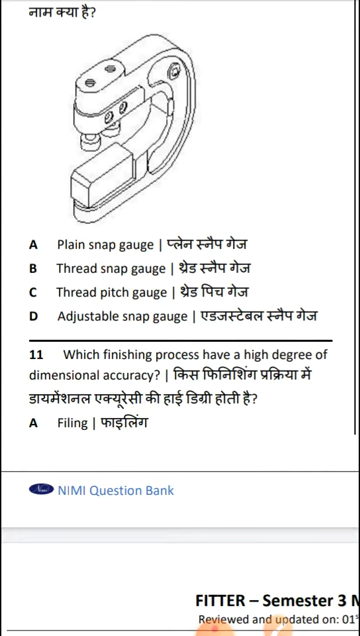 नाम क्या है?
A Plain snap gauge | प्लेन स्नैप गेज
B Thread snap gauge | थ्रेड स्नैप गेज
C Thread pitch gauge | थ्रेड पिच गेज
D Adjustable snap gauge | एडजस्टेबल स्नैप गेज
11 Which finishing process have a high degree of
dimensional accuracy? | किस फिनिशिंग प्रक्रिया में
डायमेंशनल एक्यूरेसी की हाई डिग्री होती है?
A Filing | फाइलिंग
NIMI Question Bank
FITTER – Semester 3
Reviewed and updated on: 01